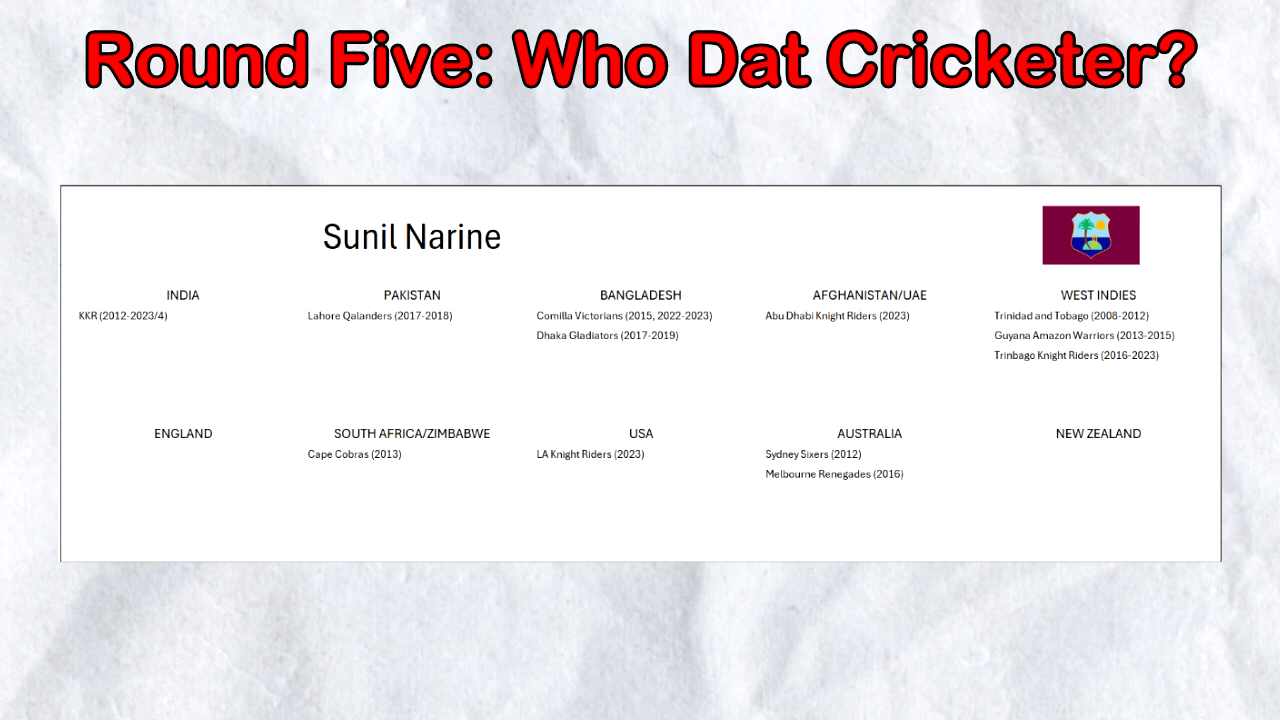 Round Five: Who Dat Cricketer?
Sunil Narine
INDIA PAKISTAN BANGLADESH AFGHANISTAN/UAE WEST INDIES
KKR (2012-2023/4) Lahore Qalanders (2017-2018) Comilla Victorians (2015, 2022-2023) Abu Dhabi Knight Riders (2023) Trinidad and Tobago (2008-2012)
Dhaka Gladiators (2017-2019) Guyana Amazon Warriors (2013-2015)
Trinbago Knight Riders (2016-2023)
ENGLAND SOUTH AFRICA/ZIMBABWE USA AUSTRALIA NEW ZEALAND
Cape Cobras (2013) LA Knight Riders (2023) Sydney Sixers (2012)
Melbourne Renegades (2016)